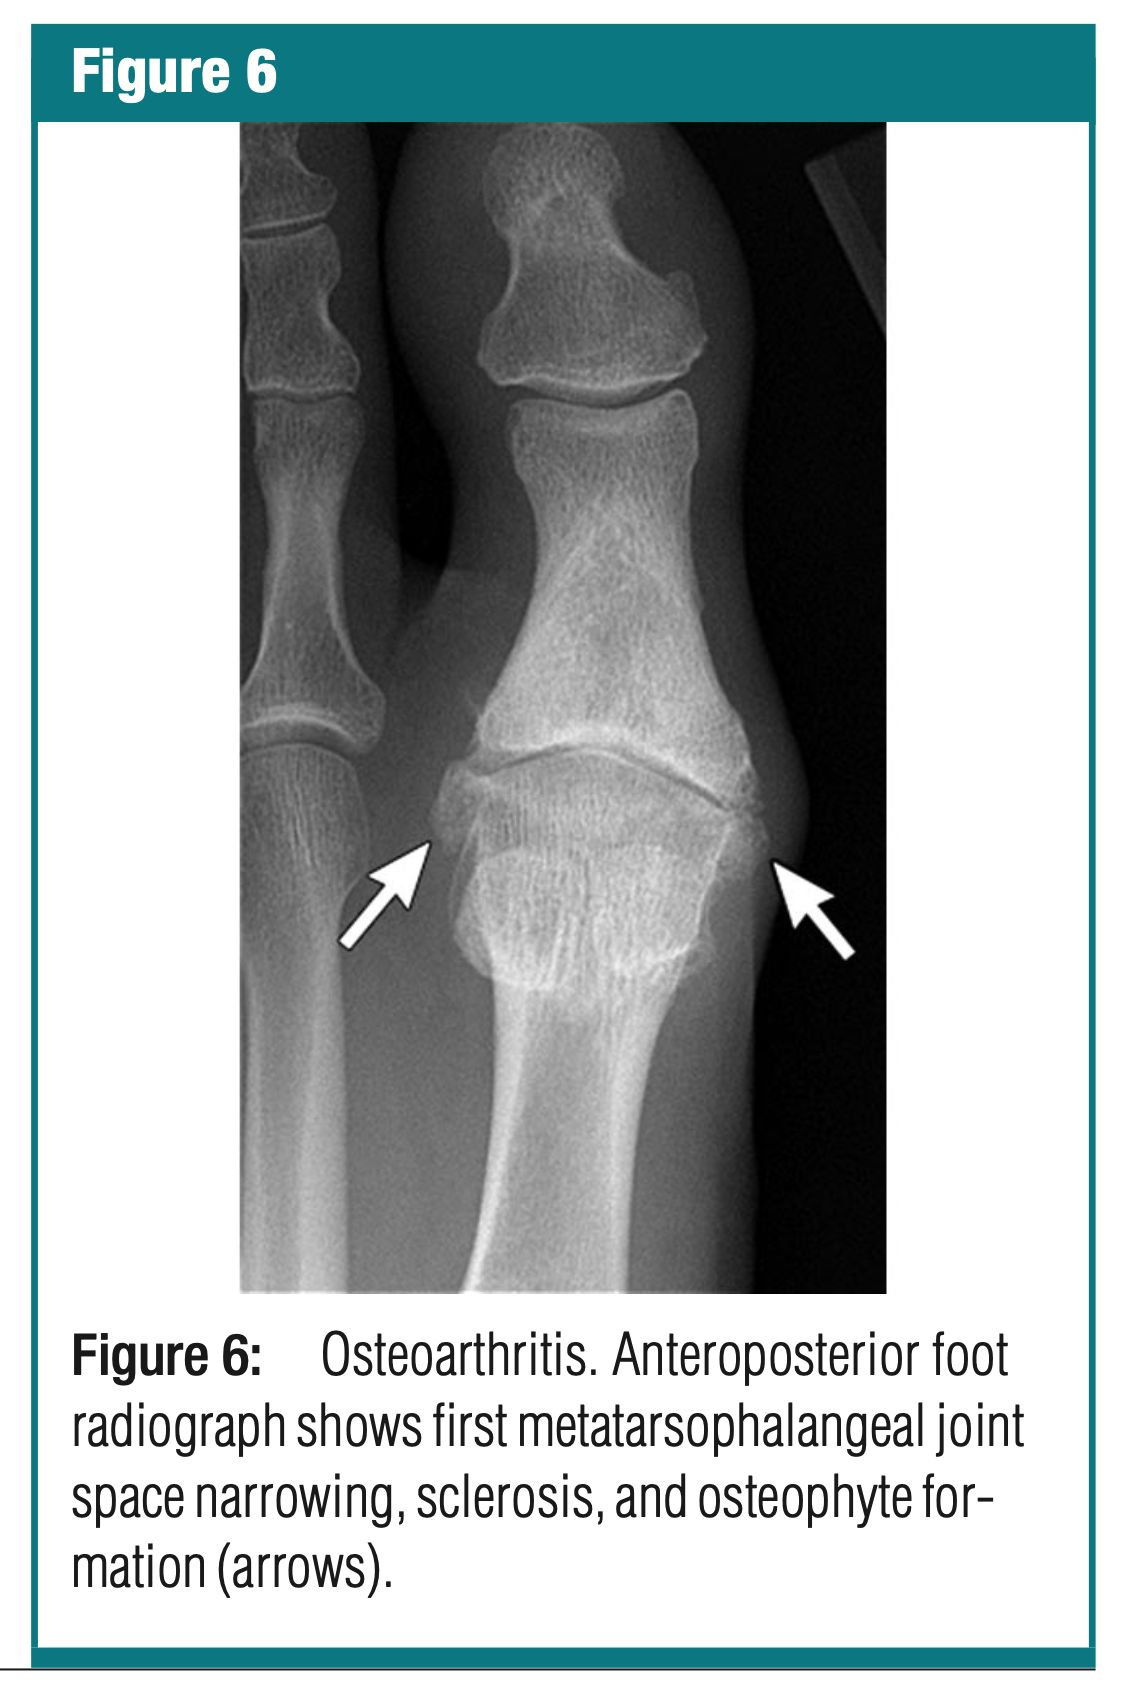 Figure 6
Figure 6: Osteoarthritis. Anteroposterior foot
radiograph shows first metatarsophalangeal joint
space narrowing, sclerosis, and osteophyte for-
mation (arrows).